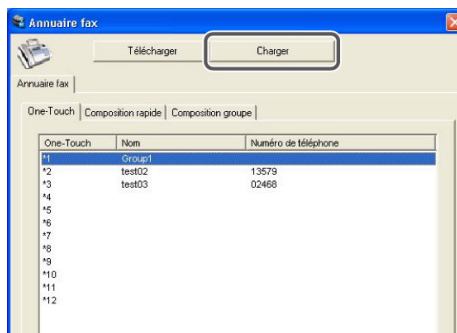 Annuaire fax
Télécharger Charger
Annuaire fax
One-Touch Composition rapide Composition groupe
One-Touch Nom Numéro de téléphone
*1 Group1
*2 test02 13579
*3 test03 02468
*4
*5
*6
*7
*8
*9
*10
*11
*12